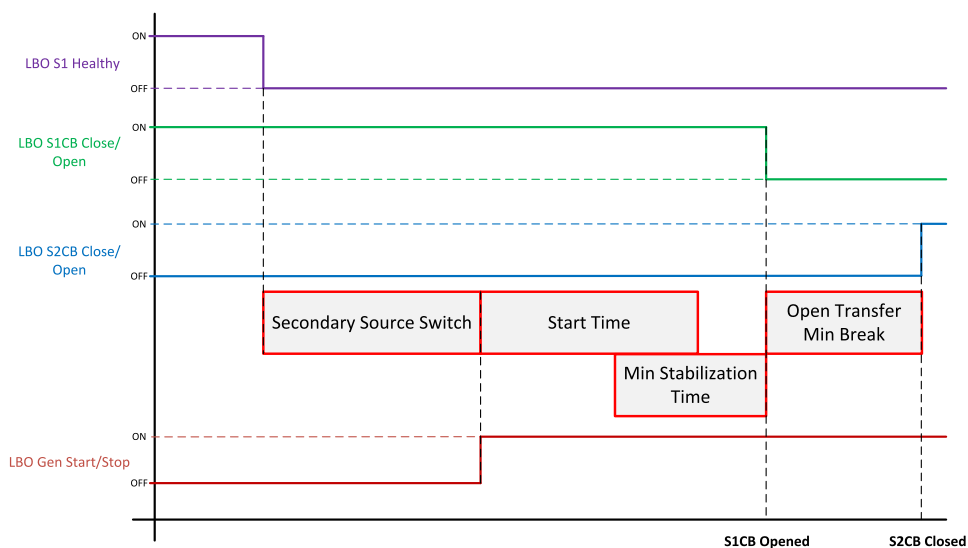 ON
LBO S1 Healthy
OFF
ON
LBO S1CB Close/
Open
OFF
ON
LBO S2CB Close/
Open
OFF
Secondary Source Switch
Start Time
Open Transfer
Min Break
Min Stabilization
Time
ON
LBO Gen Start/Stop
OFF
S1CB Opened
S2CB Closed